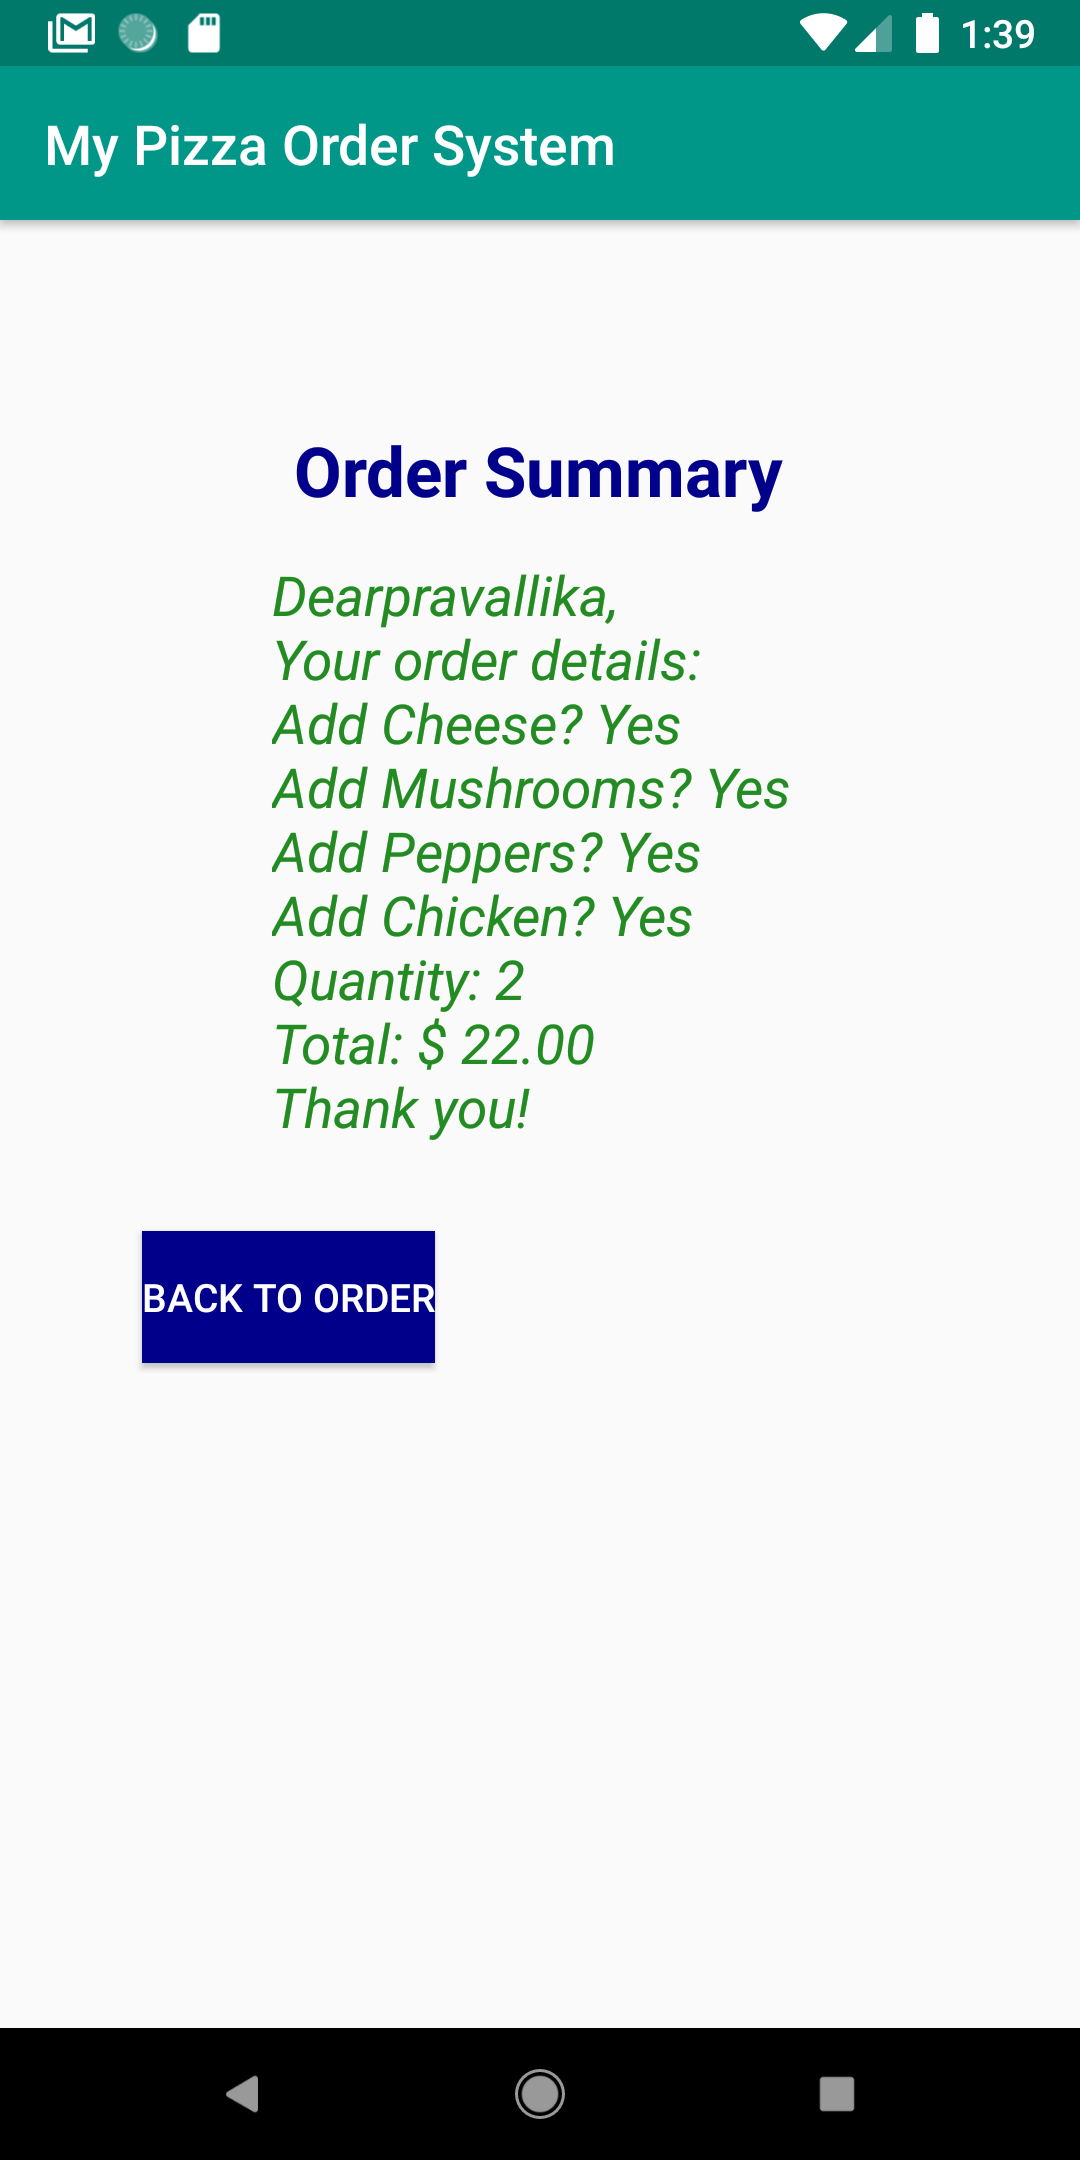 1:39
My Pizza Order System
Order Summary
Dearpravallika,
Your order details:
Add Cheese? Yes
Add Mushrooms? Yes
Add Peppers? Yes
Add Chicken? Yes
Quantity: 2
Total: $ 22.00
Thank you!
BACK TO ORDER